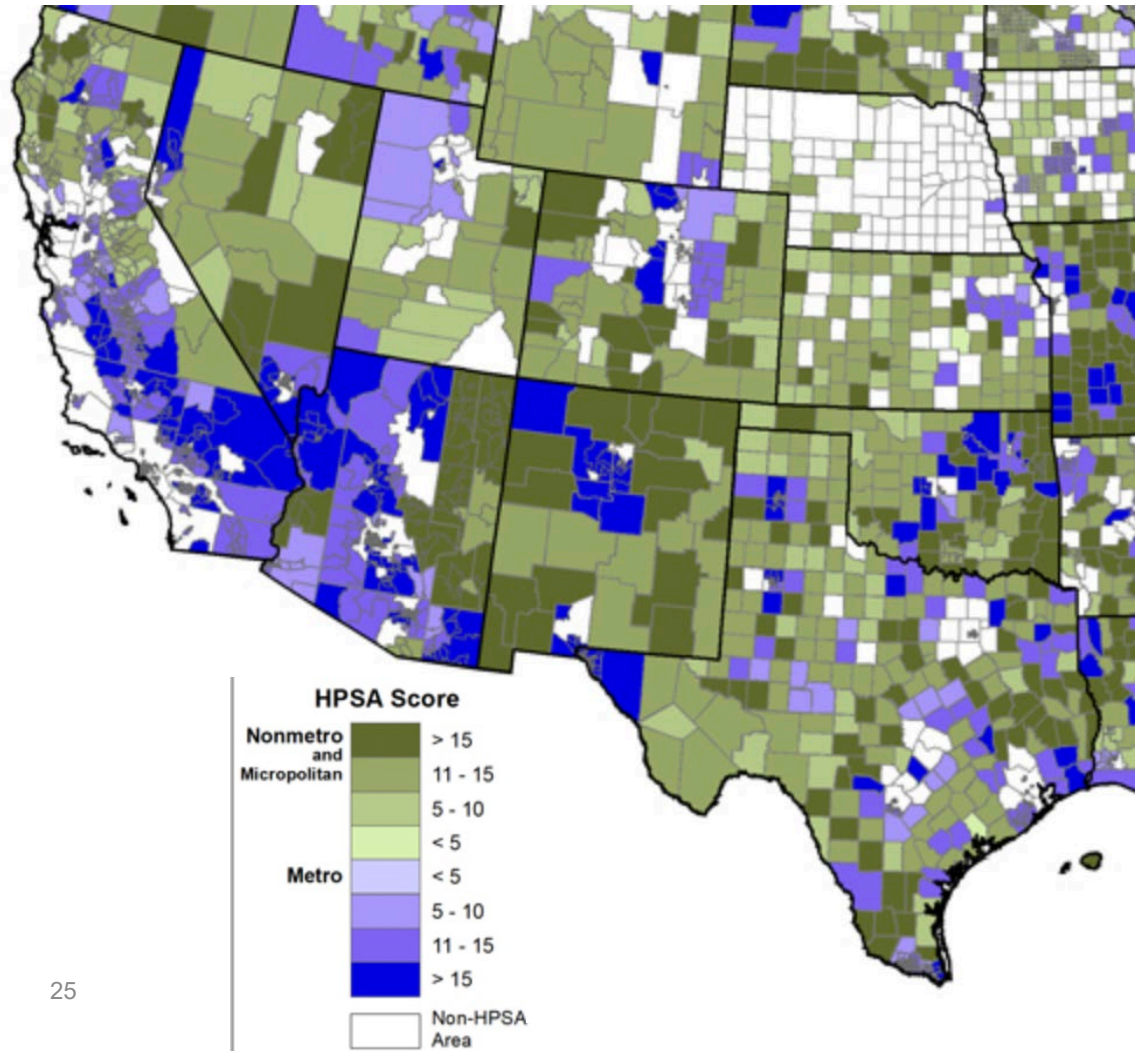 HPSA Score
Nonmetro
and
Micropolitan
> 15
11 - 15
5 - 10
< 5
Metro
< 5
5 - 10
11 - 15
> 15
Non-HPSA
Area
25